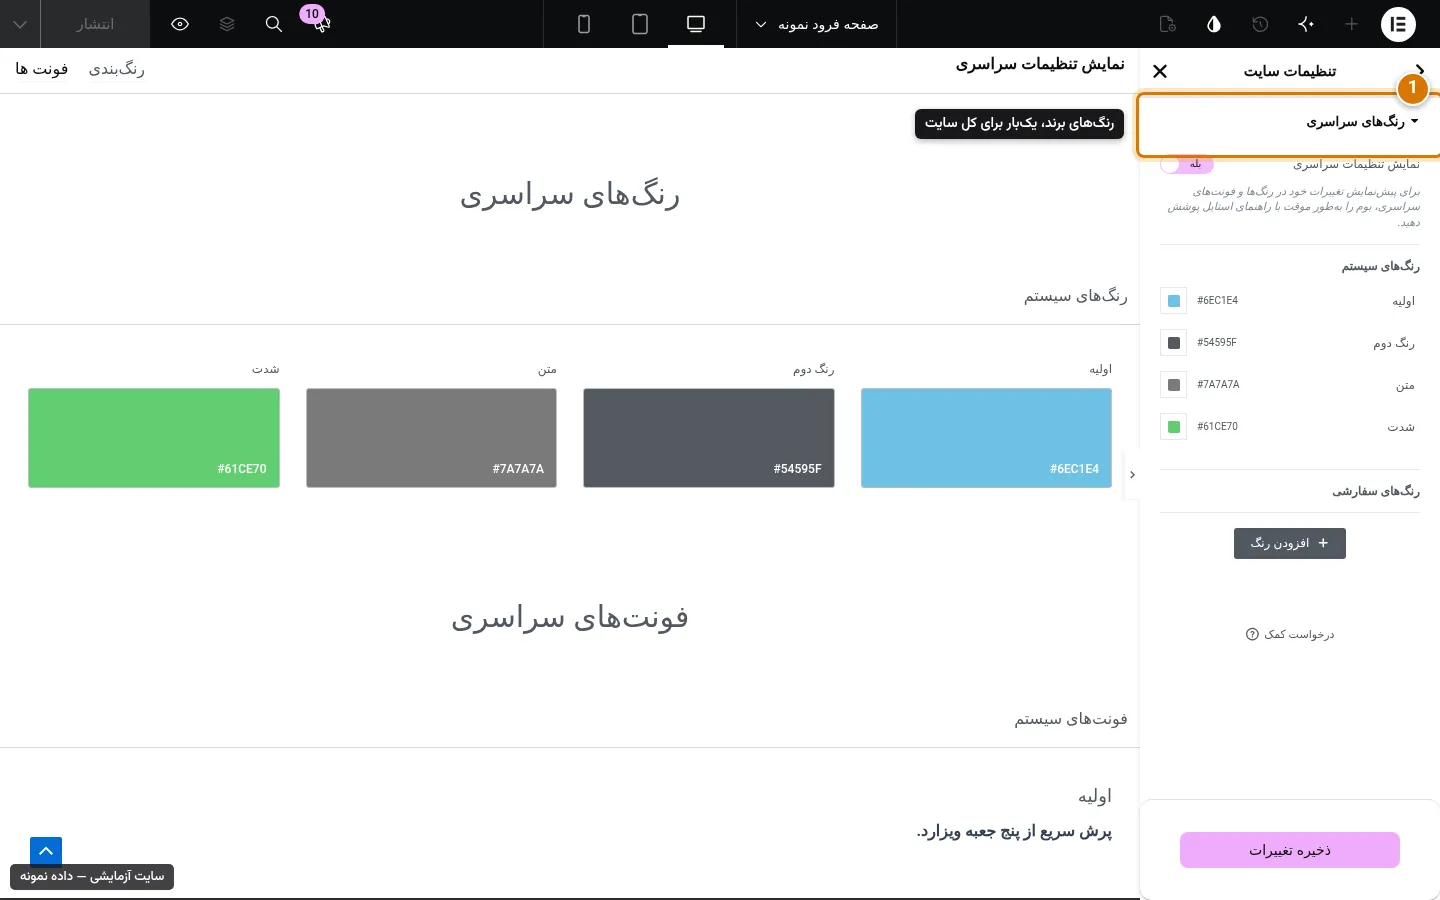 صفحه فرود نمونه
10
انتشار
تنظیمات سایت
1
رنگ‌های سراسری
نمایش تنظیمات سراسری
بله
برای پیش‌نمایش تغییرات خود در رنگ‌ها و فونت‌های
سراسری، بوم را به‌طور موقت با راهنمای استایل پوشش
دهید.
رنگ‌های سیستم
اولیه
#6EC1E4
رنگ دوم
#54595F
متن
#7A7A7A
شدت
#61CE70
رنگ‌های سفارشی
+ افزودن رنگ
درخواست کمک
ذخیره تغییرات
نمایش تنظیمات سراسری
رنگ‌بندی
فونت ها
رنگ‌های برند، یک‌بار برای کل سایت
رنگ‌های سراسری
رنگ‌های سیستم
اولیه
رنگ دوم
متن
شدت
#6EC1E4
#54595F
#7A7A7A
#61CE70
فونت‌های سراسری
فونت‌های سیستم
اولیه
پرش سریع از پنج جعبه ویزارد.
سایت آزمایشی — داده نمونه